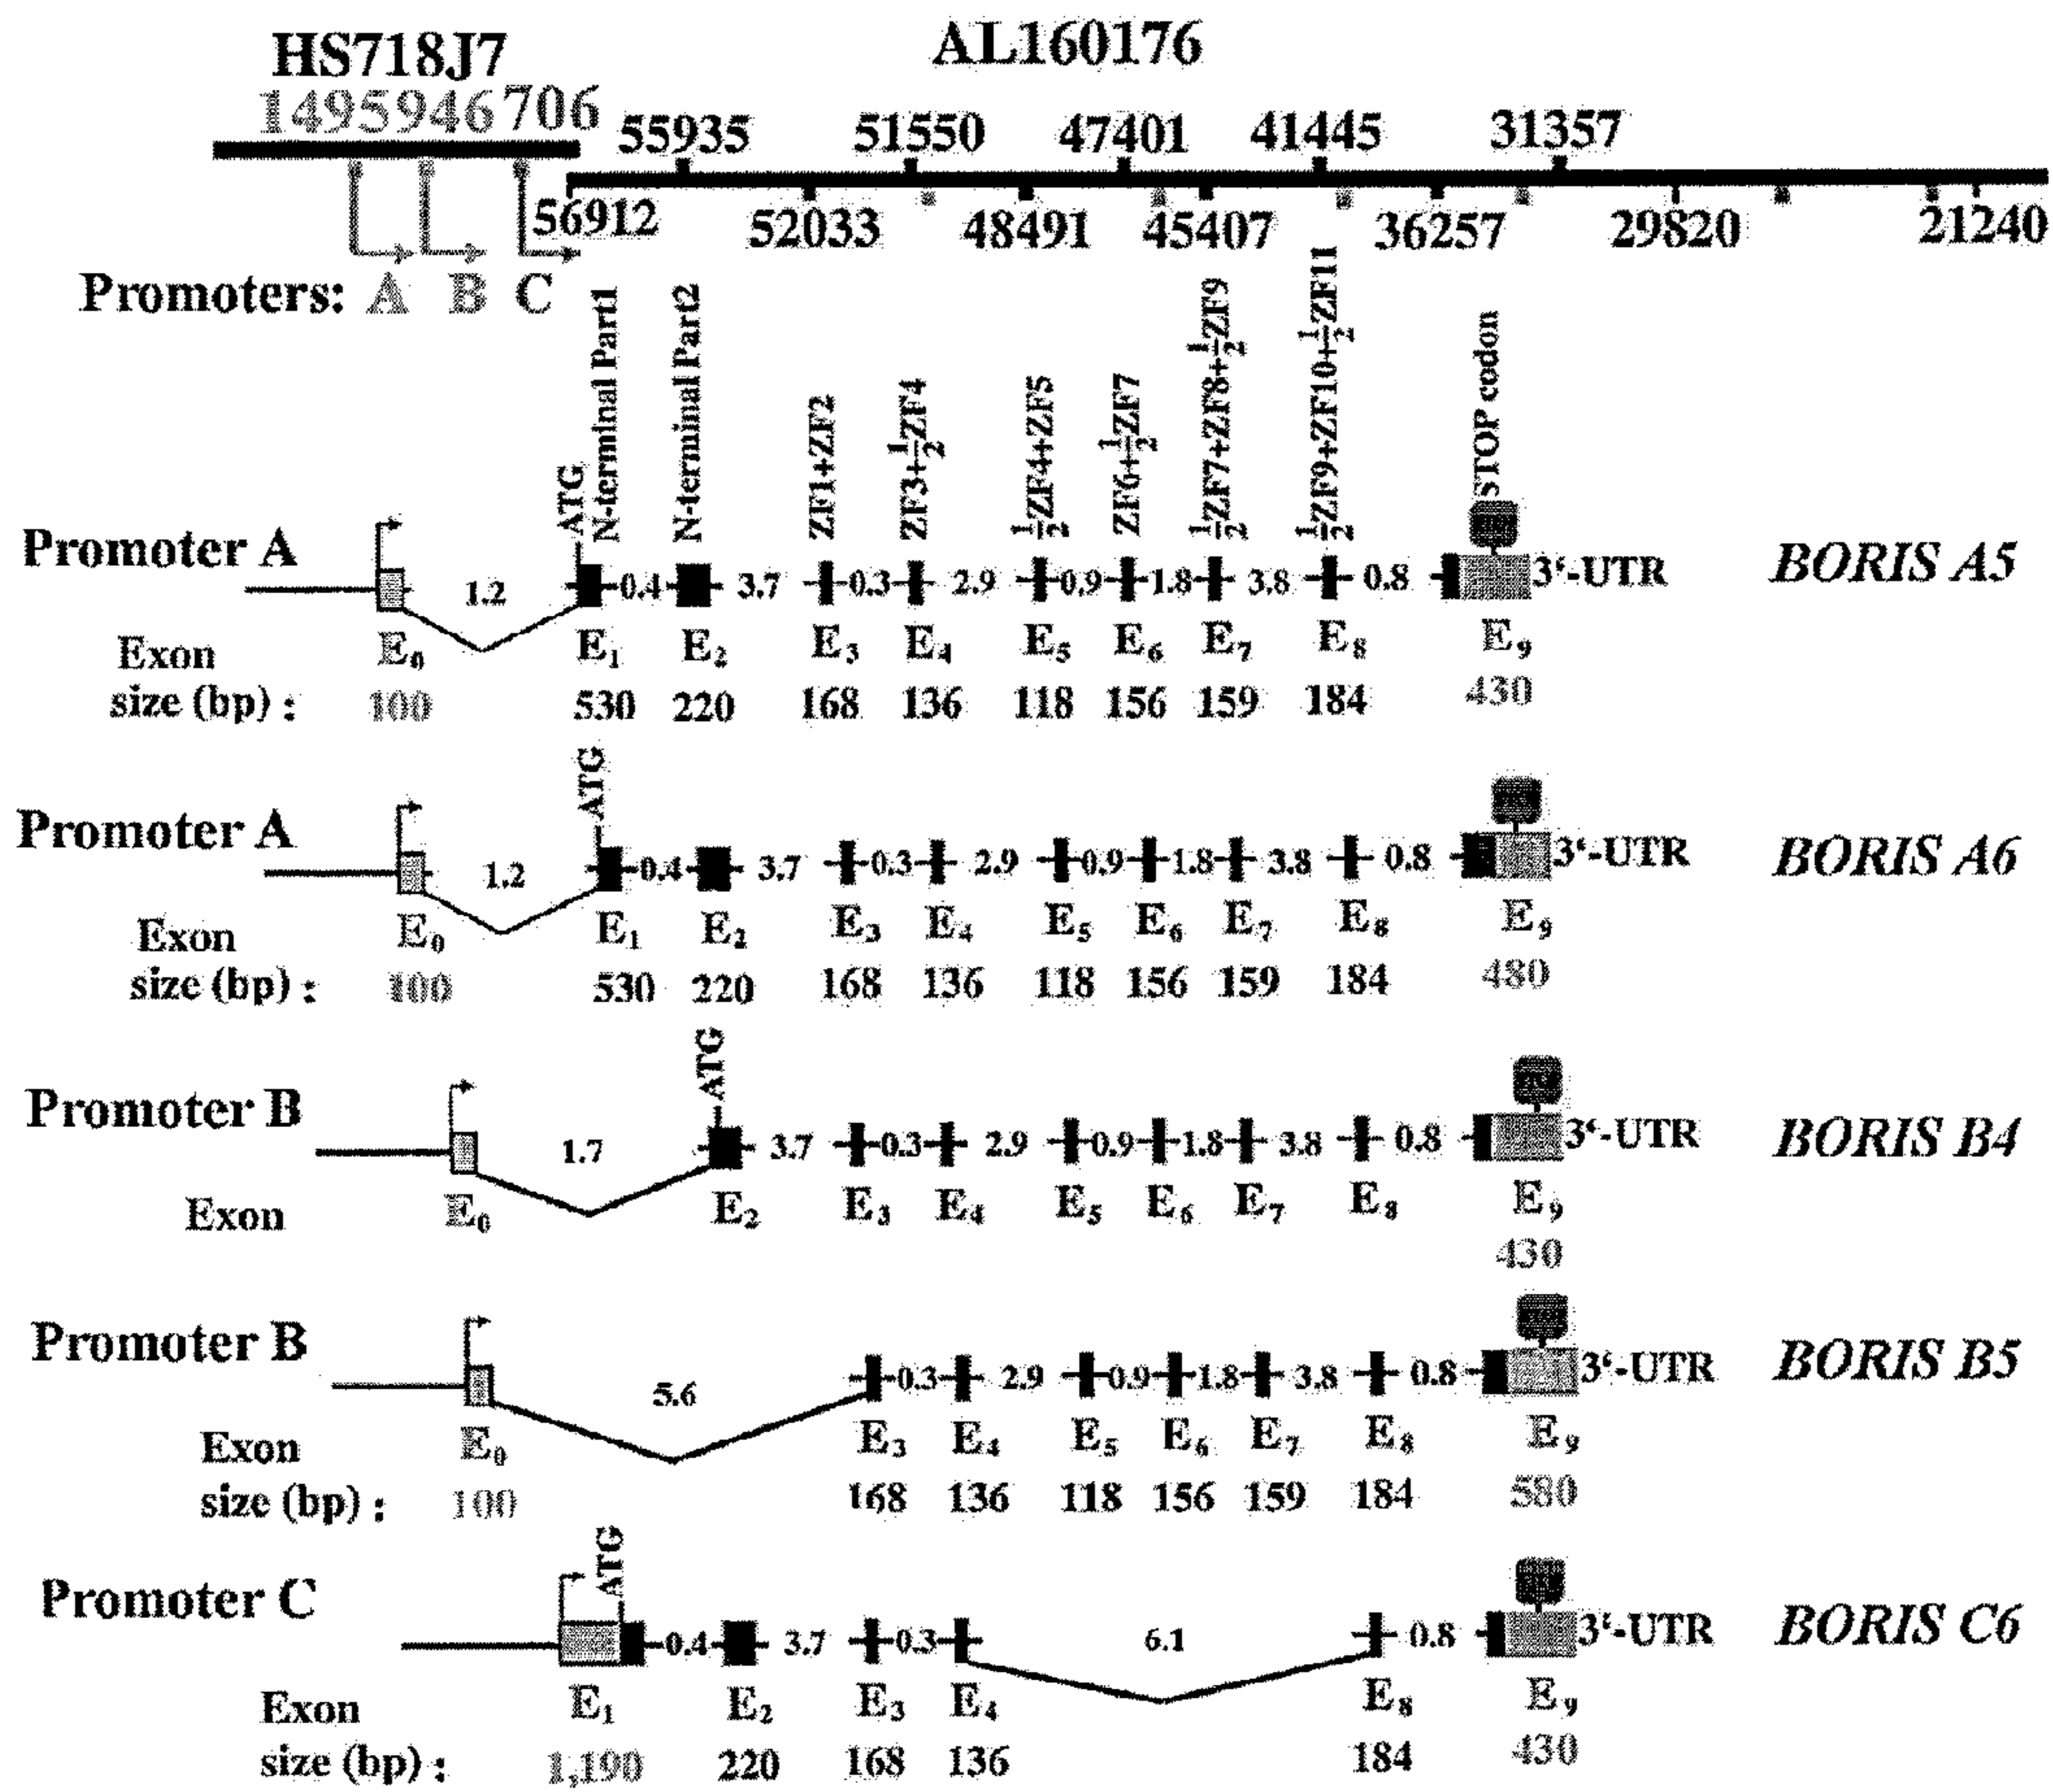 HS718J7 AL160176
1495 946 706 55935 51550 47401 41445 31357
56912 52033 48491 45407 36257 29820 21240
Promoters: A B C
ATG N-terminal Part1 N-terminal Part2 ZF1+ZF2 ZF3+½ZF4 ½ZF4+ZF5 ZF6+½ZF7 ½ZF7+ZF8+½ZF9 ½ZF9+ZF10+½ZF11 STOP codon
Promoter A 1.2 0.4 3.7 0.3 2.9 0.9 1.8 3.8 0.8 3‘-UTR BORIS A5
Exon E₀ E₁ E₂ E₃ E₄ E₅ E₆ E₇ E₈ E₉
size (bp) : 100 530 220 168 136 118 156 159 184 430
ATG
Promoter A 1.2 0.4 3.7 0.3 2.9 0.9 1.8 3.8 0.8 3‘-UTR BORIS A6
Exon E₀ E₁ E₂ E₃ E₄ E₅ E₆ E₇ E₈ E₉
size (bp) : 100 530 220 168 136 118 156 159 184 480
ATG
Promoter B 1.7 3.7 0.3 2.9 0.9 1.8 3.8 0.8 3‘-UTR BORIS B4
Exon E₀ E₂ E₃ E₄ E₅ E₆ E₇ E₈ E₉
430
Promoter B 5.6 0.3 2.9 0.9 1.8 3.8 0.8 3‘-UTR BORIS B5
Exon E₀ E₃ E₄ E₅ E₆ E₇ E₈ E₉
size (bp) : 100 168 136 118 156 159 184 580
ATG
Promoter C 0.4 3.7 0.3 6.1 0.8 3‘-UTR BORIS C6
Exon E₁ E₂ E₃ E₄ E₈ E₉
size (bp) : 1,190 220 168 136 184 430